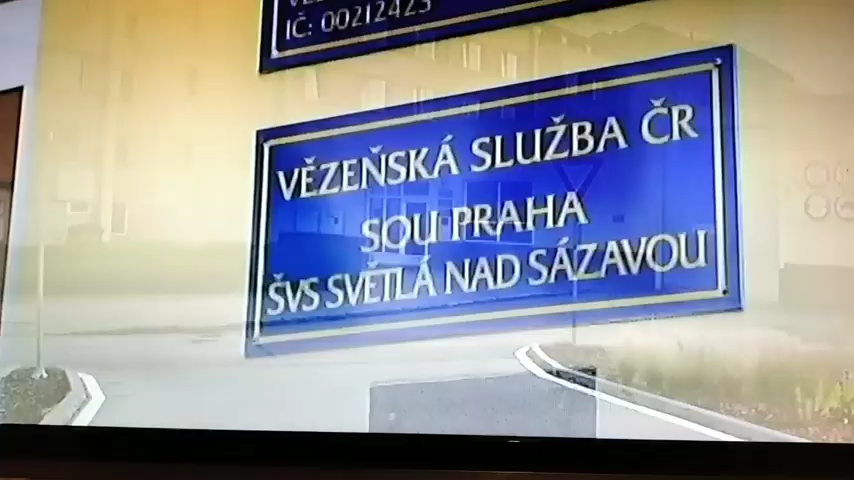 IČ: 00212423
VĚZEŇSKÁ SLUŽBA ČR
SOU PRAHA
ŠVS SVĚTLÁ NAD SÁZAVOU